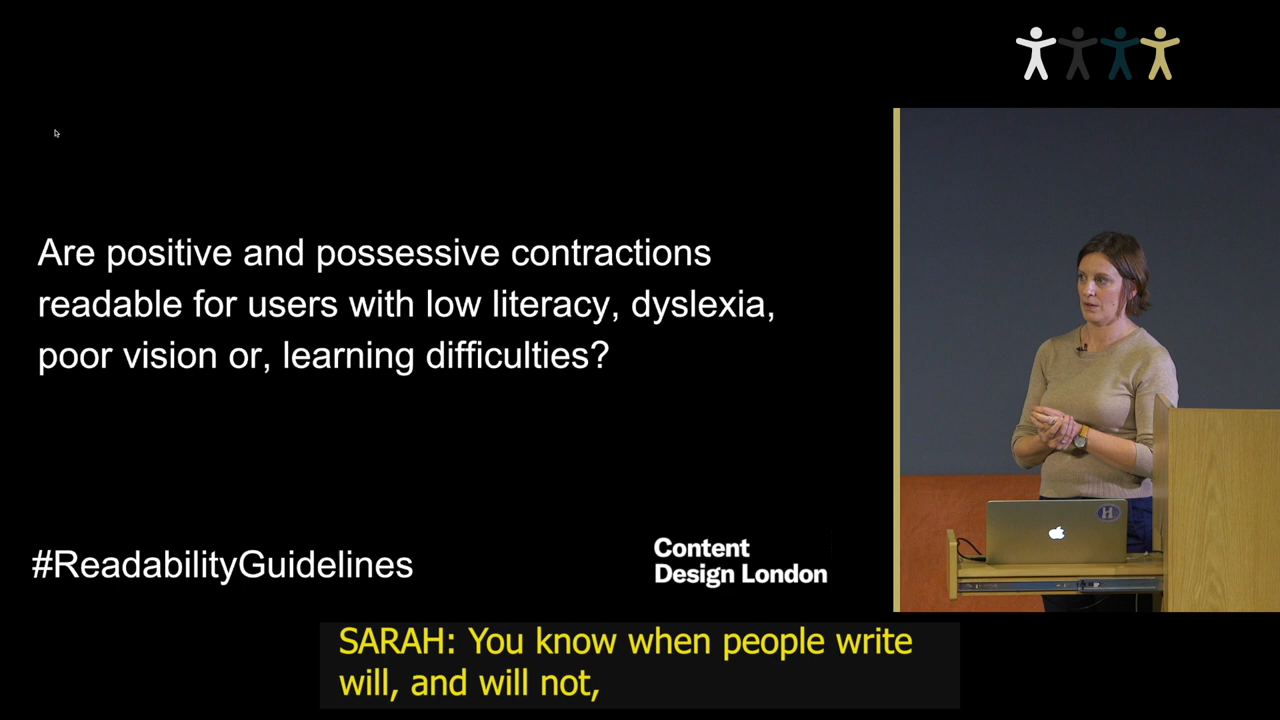 Are positive and possessive contractions
readable for users with low literacy, dyslexia,
poor vision or, learning difficulties?
#ReadabilityGuidelines
Content
Design London
H
SARAH: You know when people write
will, and will not,